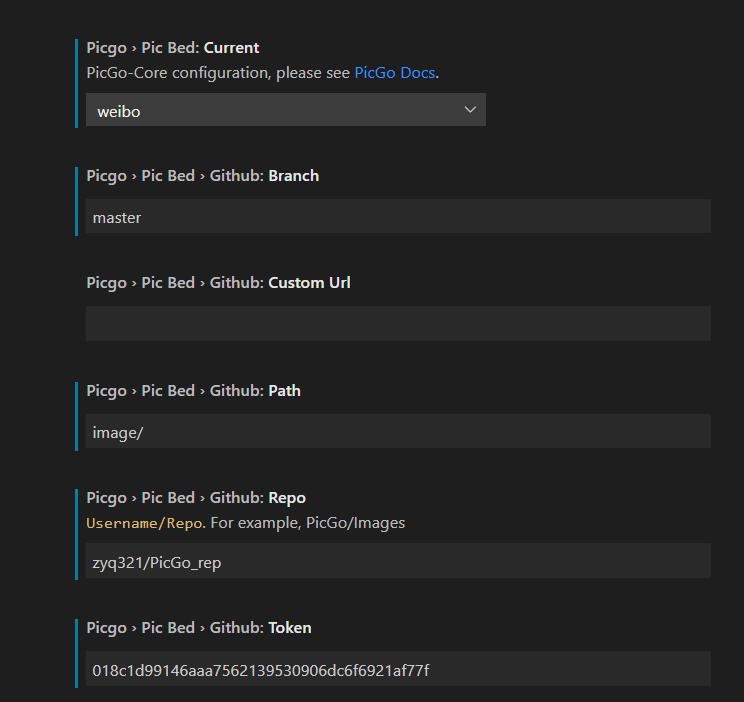 Picgo › Pic Bed: Current
PicGo-Core configuration, please see PicGo Docs.
weibo
Picgo › Pic Bed › Github: Branch
master
Picgo › Pic Bed › Github: Custom Url
Picgo › Pic Bed › Github: Path
image/
Picgo › Pic Bed › Github: Repo
Username/Repo. For example, PicGo/Images
zyq321/PicGo_rep
Picgo › Pic Bed › Github: Token
018c1d99146aaa7562139530906dc6f6921af77f